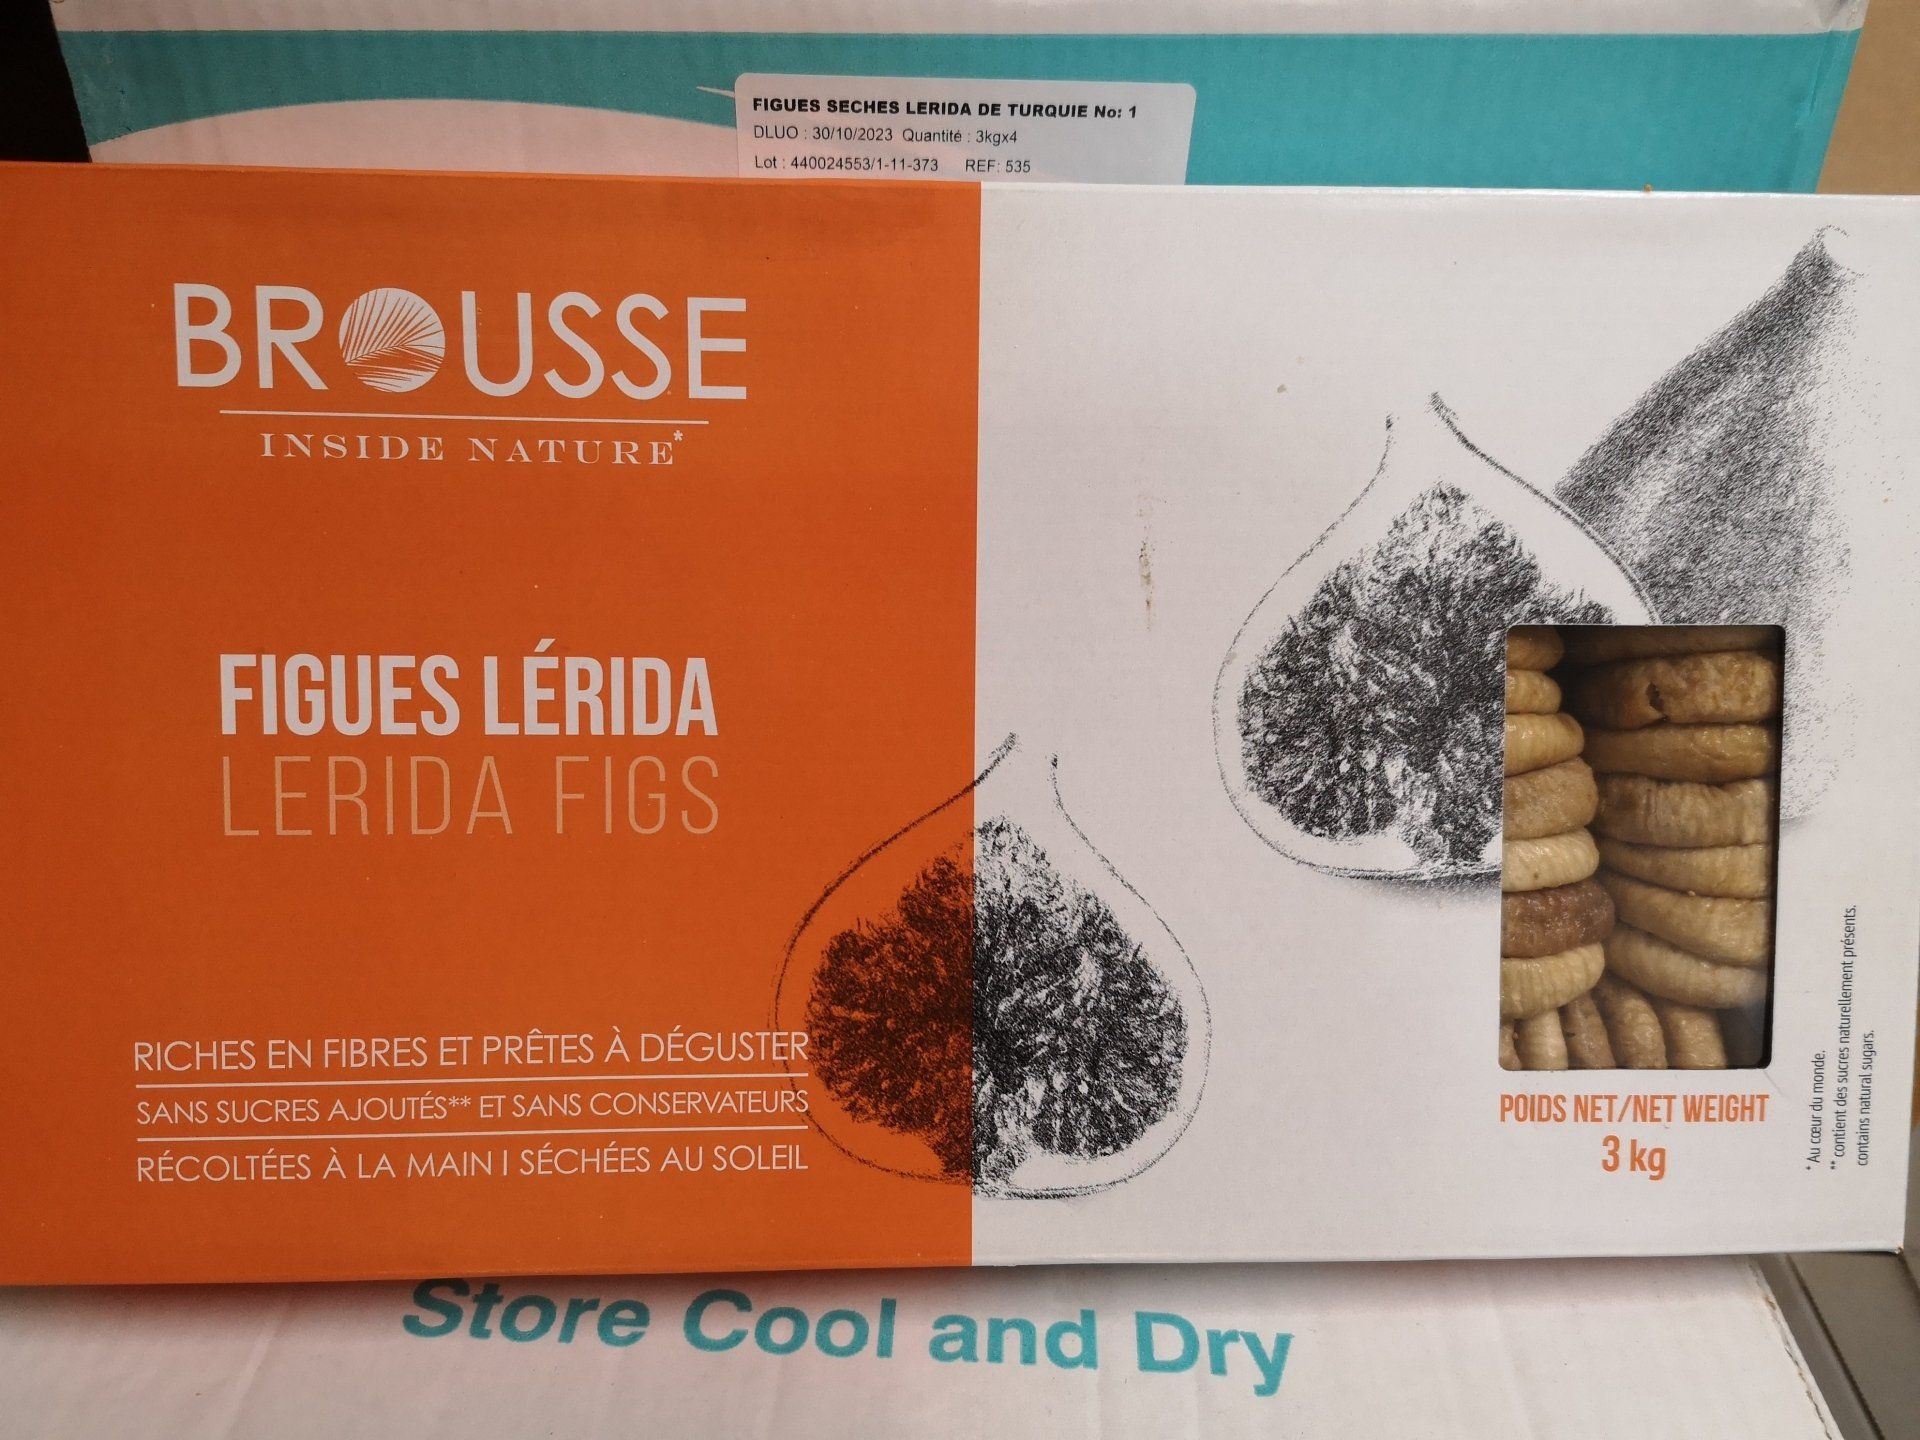 FIGUES SECHES LERIDA DE TURQUIE No: 1
DLUO : 30/10/2023 Quantité : 3kgx4
Lot : 440024553/1-11-373 REF: 535
BROUSSE
INSIDE NATURE*
FIGUES LÉRIDA
LERIDA FIGS
RICHES EN FIBRES ET PRÊTES À DÉGUSTER
SANS SUCRES AJOUTÉS** ET SANS CONSERVATEURS
RÉCOLTÉES À LA MAIN | SÉCHÉES AU SOLEIL
POIDS NET/NET WEIGHT
3 kg
* Au cœur du monde.
** contient des sucres naturellement présents.
contains natural sugars.
Store Cool and Dry